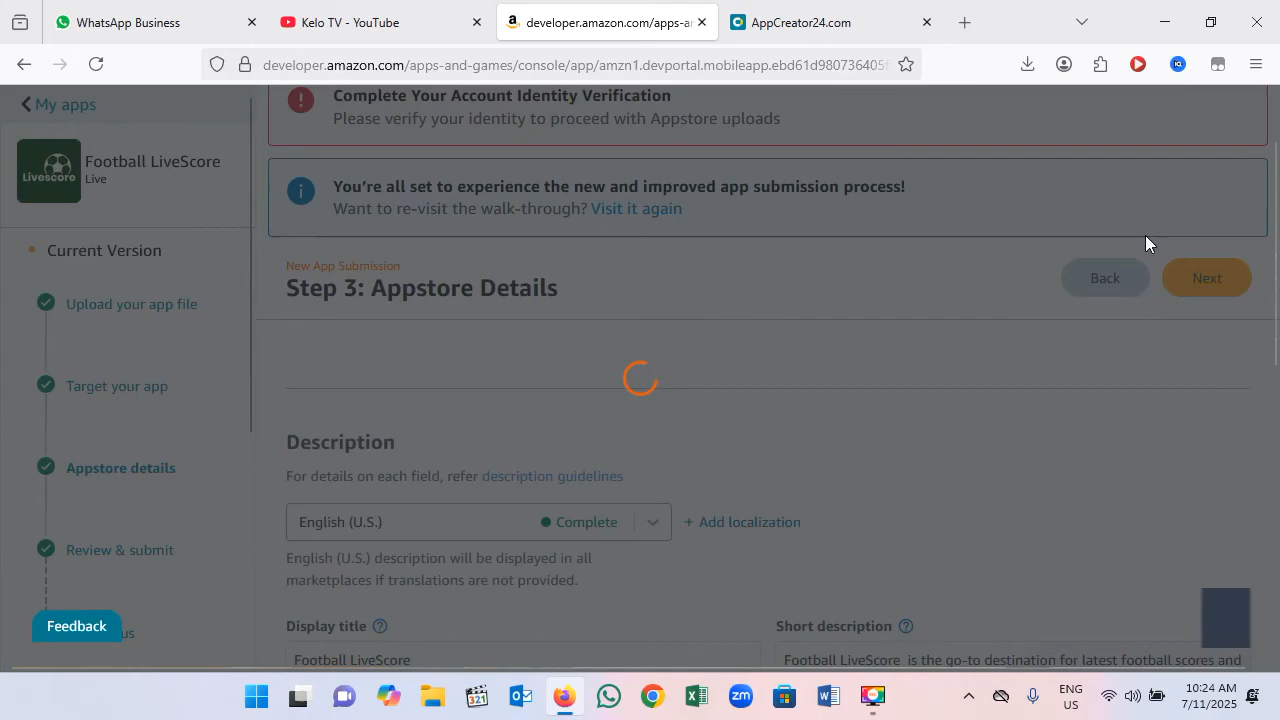 WhatsApp Business
Kelo TV - YouTube
developer.amazon.com/apps-ar
AppCreator24.com
developer.amazon.com/apps-and-games/console/app/amzn1.devportal.mobileapp.ebd61d980736405f
My apps
Livescore
Football LiveScore
Live
Current Version
Upload your app file
Target your app
Appstore details
Review & submit
us
Feedback
Complete Your Account Identity Verification
Please verify your identity to proceed with Appstore uploads
You're all set to experience the new and improved app submission process!
Want to re-visit the walk-through? Visit it again
New App Submission
Step 3: Appstore Details
Back
Next
Description
For details on each field, refer description guidelines
English (U.S.)
Complete
+ Add localization
English (U.S.) description will be displayed in all
marketplaces if translations are not provided.
Display title
Short description
Football LiveScore
Football LiveScore is the go-to destination for latest football scores and
ENG
US
10:24 AM
7/11/2025